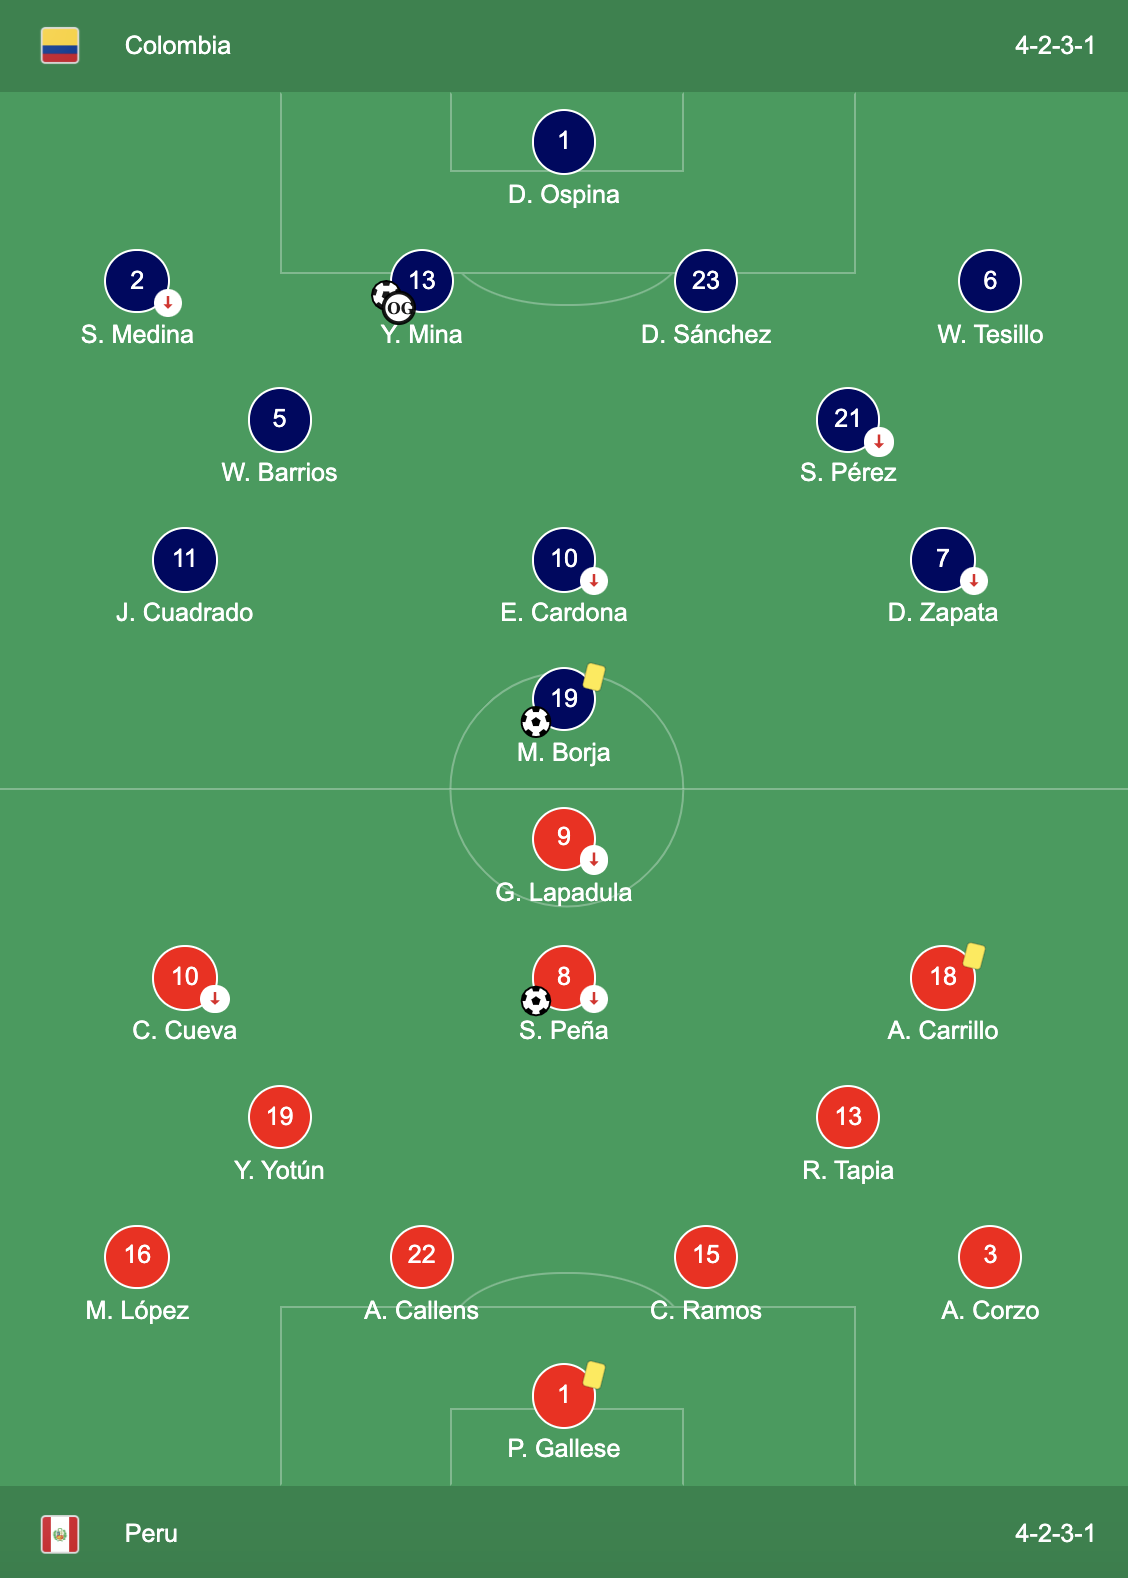 Colombia 4-2-3-1
1
D. Ospina
2 13 23 6
OG
S. Medina Y. Mina D. Sánchez W. Tesillo
5 21
W. Barrios S. Pérez
11 10 7
J. Cuadrado E. Cardona D. Zapata
19
M. Borja
9
G. Lapadula
10 8 18
C. Cueva S. Peña A. Carrillo
19 13
Y. Yotún R. Tapia
16 22 15 3
M. López A. Callens C. Ramos A. Corzo
1
P. Gallese
Peru 4-2-3-1